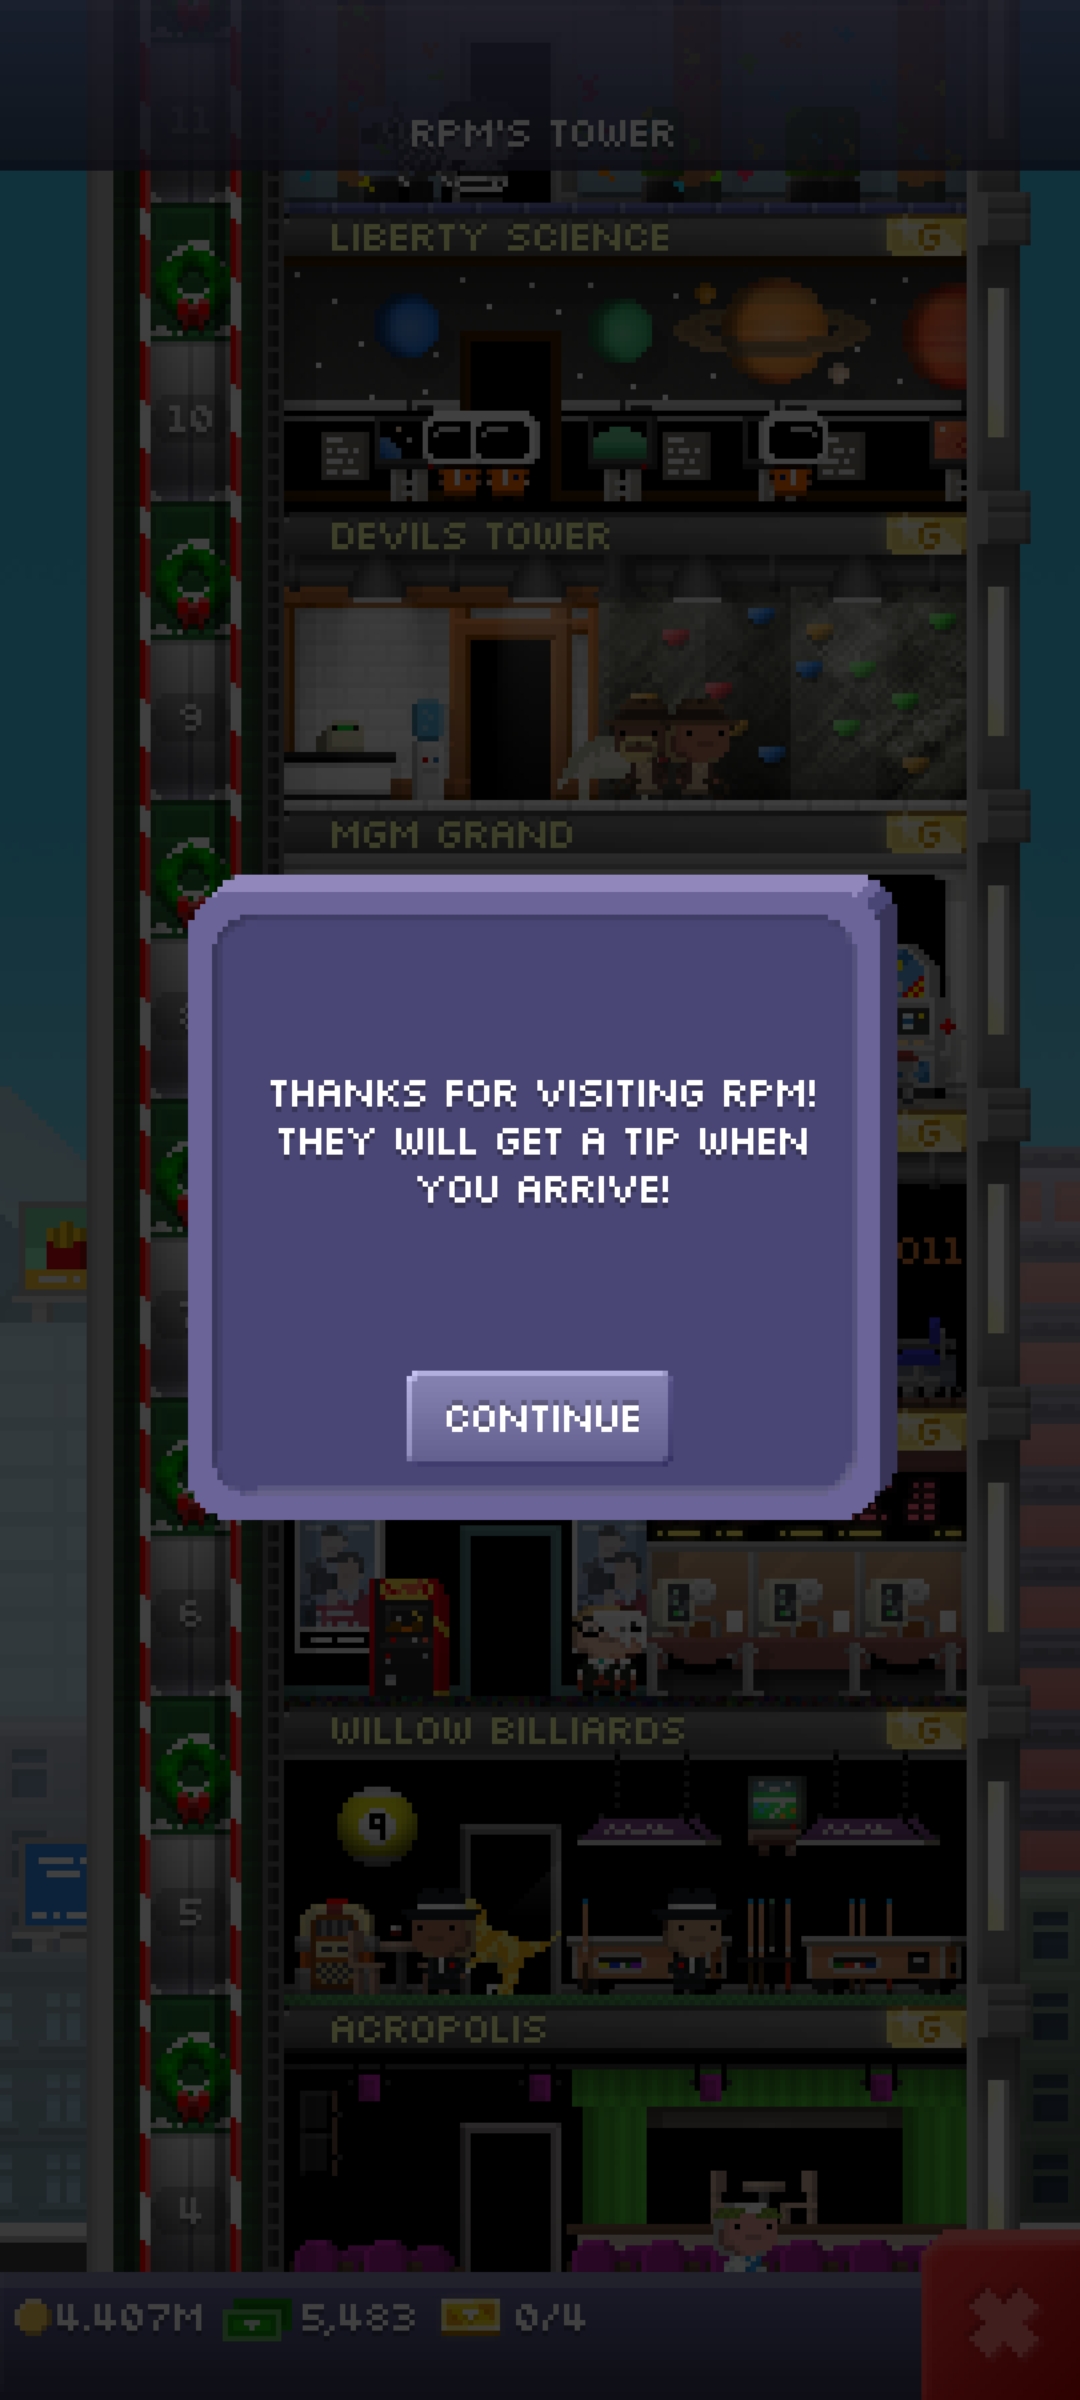 11
RPM'S TOWER
LIBERTY SCIENCE G
10
DEVILS TOWER G
9
MGM GRAND G
G
THANKS FOR VISITING RPM!
THEY WILL GET A TIP WHEN
YOU ARRIVE!
011
CONTINUE
G
6
WILLOW BILLIARDS G
9
5
ACROPOLIS G
4
4.407M 5,483 0/4